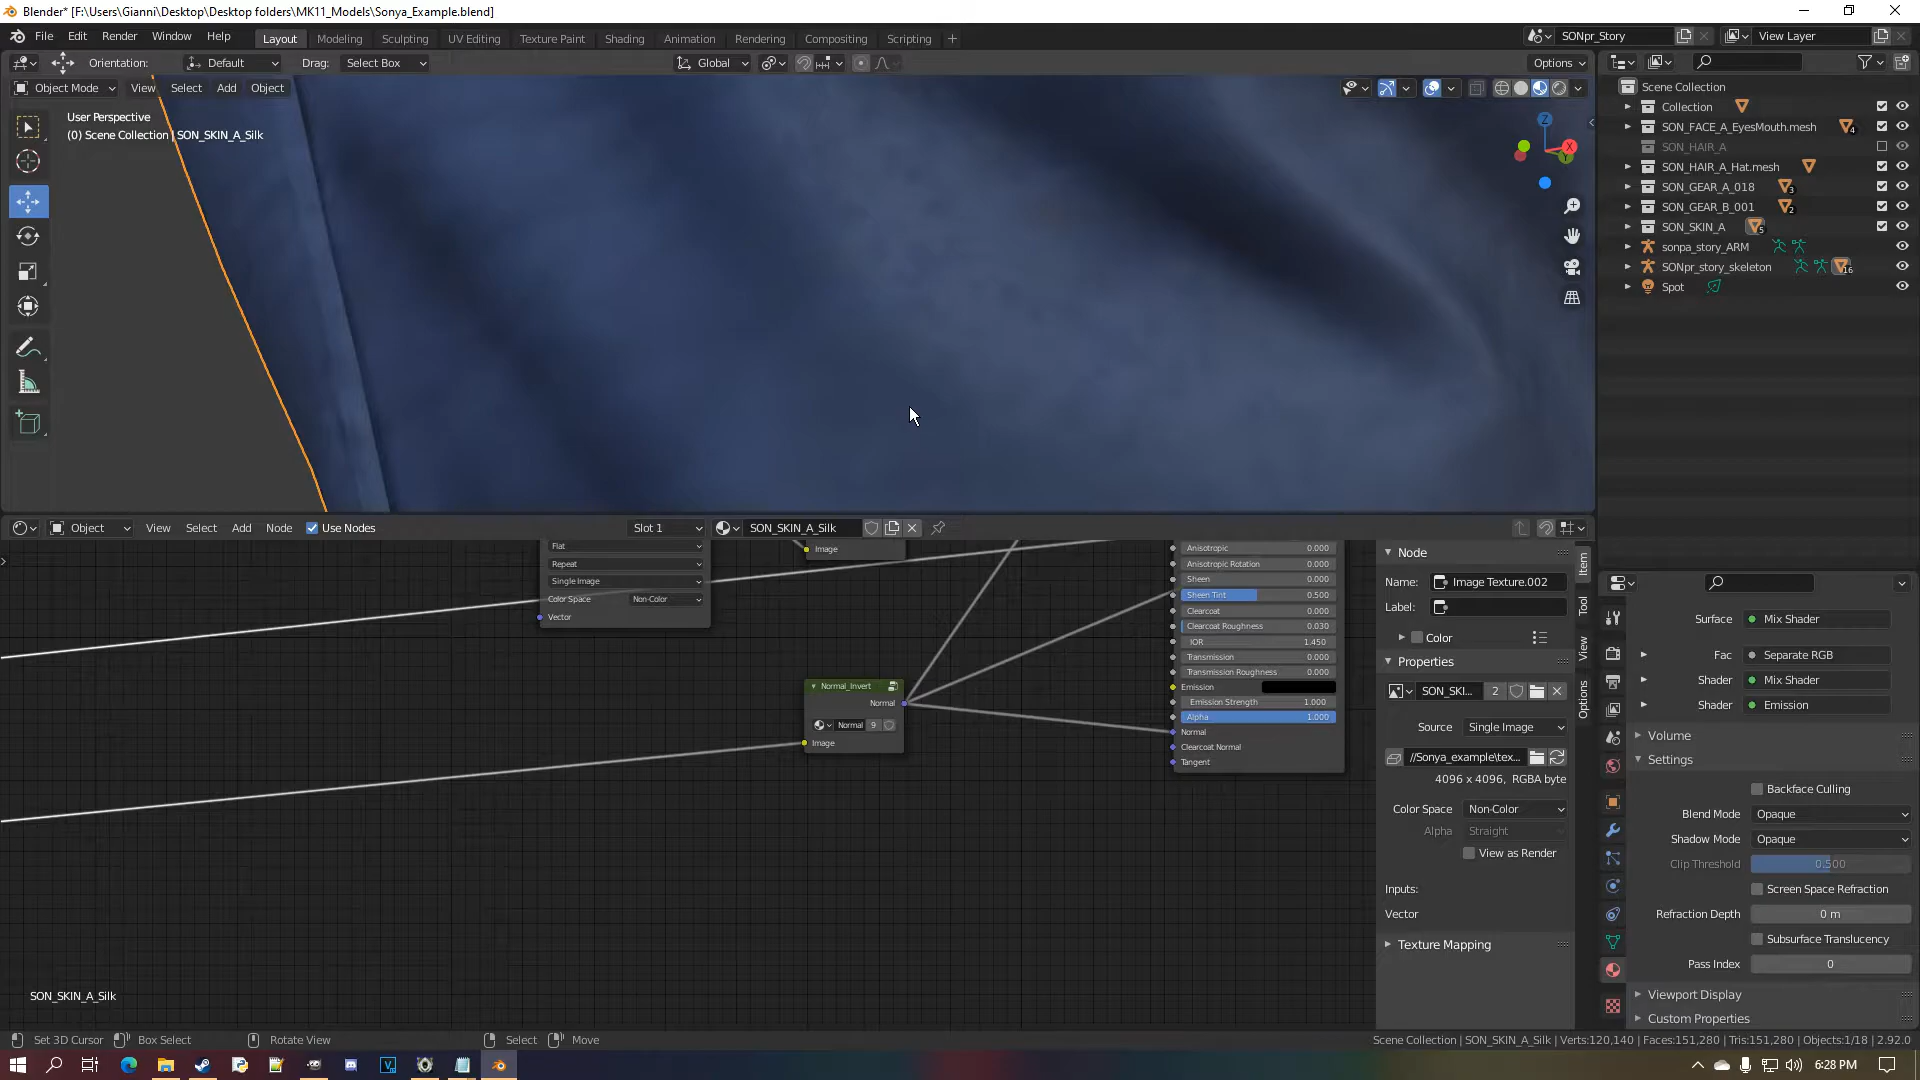 Blender* [F:\Users\Gianni\Desktop\Desktop folders\MK11_Models\Sonya_Example.blend]
File Edit Render Window Help Layout Modeling Sculpting UV Editing Texture Paint Shading Animation Rendering Compositing Scripting + SONpr_Story View Layer
Orientation: Default Drag: Select Box Global Options
Object Mode View Select Add Object
User Perspective
(0) Scene Collection | SON_SKIN_A_Silk
Z
X
Y
Scene Collection
Collection
SON_FACE_A_EyesMouth.mesh 4
SON_HAIR_A
SON_HAIR_A_Hat.mesh
SON_GEAR_A_018 3
SON_GEAR_B_001 2
SON_SKIN_A 5
sonpa_story_ARM
SONpr_story_skeleton 16
Spot
Object View Select Add Node Use Nodes Slot 1 SON_SKIN_A_Silk
Flat
Repeat
Single Image
Color Space Non-Color
Vector
Image
Normal_Invert
Normal
Normal 9
Image
Anisotropic 0.000
Anisotropic Rotation 0.000
Sheen 0.000
Sheen Tint 0.500
Clearcoat 0.000
Clearcoat Roughness 0.030
IOR 1.450
Transmission 0.000
Transmission Roughness 0.000
Emission
Emission Strength 1.000
Alpha 1.000
Normal
Clearcoat Normal
Tangent
Node
Name: Image Texture.002
Label:
Color
Properties
SON_SKI... 2
Source Single Image
//Sonya_example\tex...
4096 x 4096, RGBA byte
Color Space Non-Color
Alpha Straight
View as Render
Inputs:
Vector
Texture Mapping
Item
Tool
View
Options
Surface Mix Shader
Fac Separate RGB
Shader Mix Shader
Shader Emission
Volume
Settings
Backface Culling
Blend Mode Opaque
Shadow Mode Opaque
Clip Threshold 0.500
Screen Space Refraction
Refraction Depth 0 m
Subsurface Translucency
Pass Index 0
Viewport Display
Custom Properties
SON_SKIN_A_Silk
Set 3D Cursor Box Select Rotate View Select Move Scene Collection | SON_SKIN_A_Silk | Verts:120,140 | Faces:151,280 | Tris:151,280 | Objects:1/18 | 2.92.0
6:28 PM